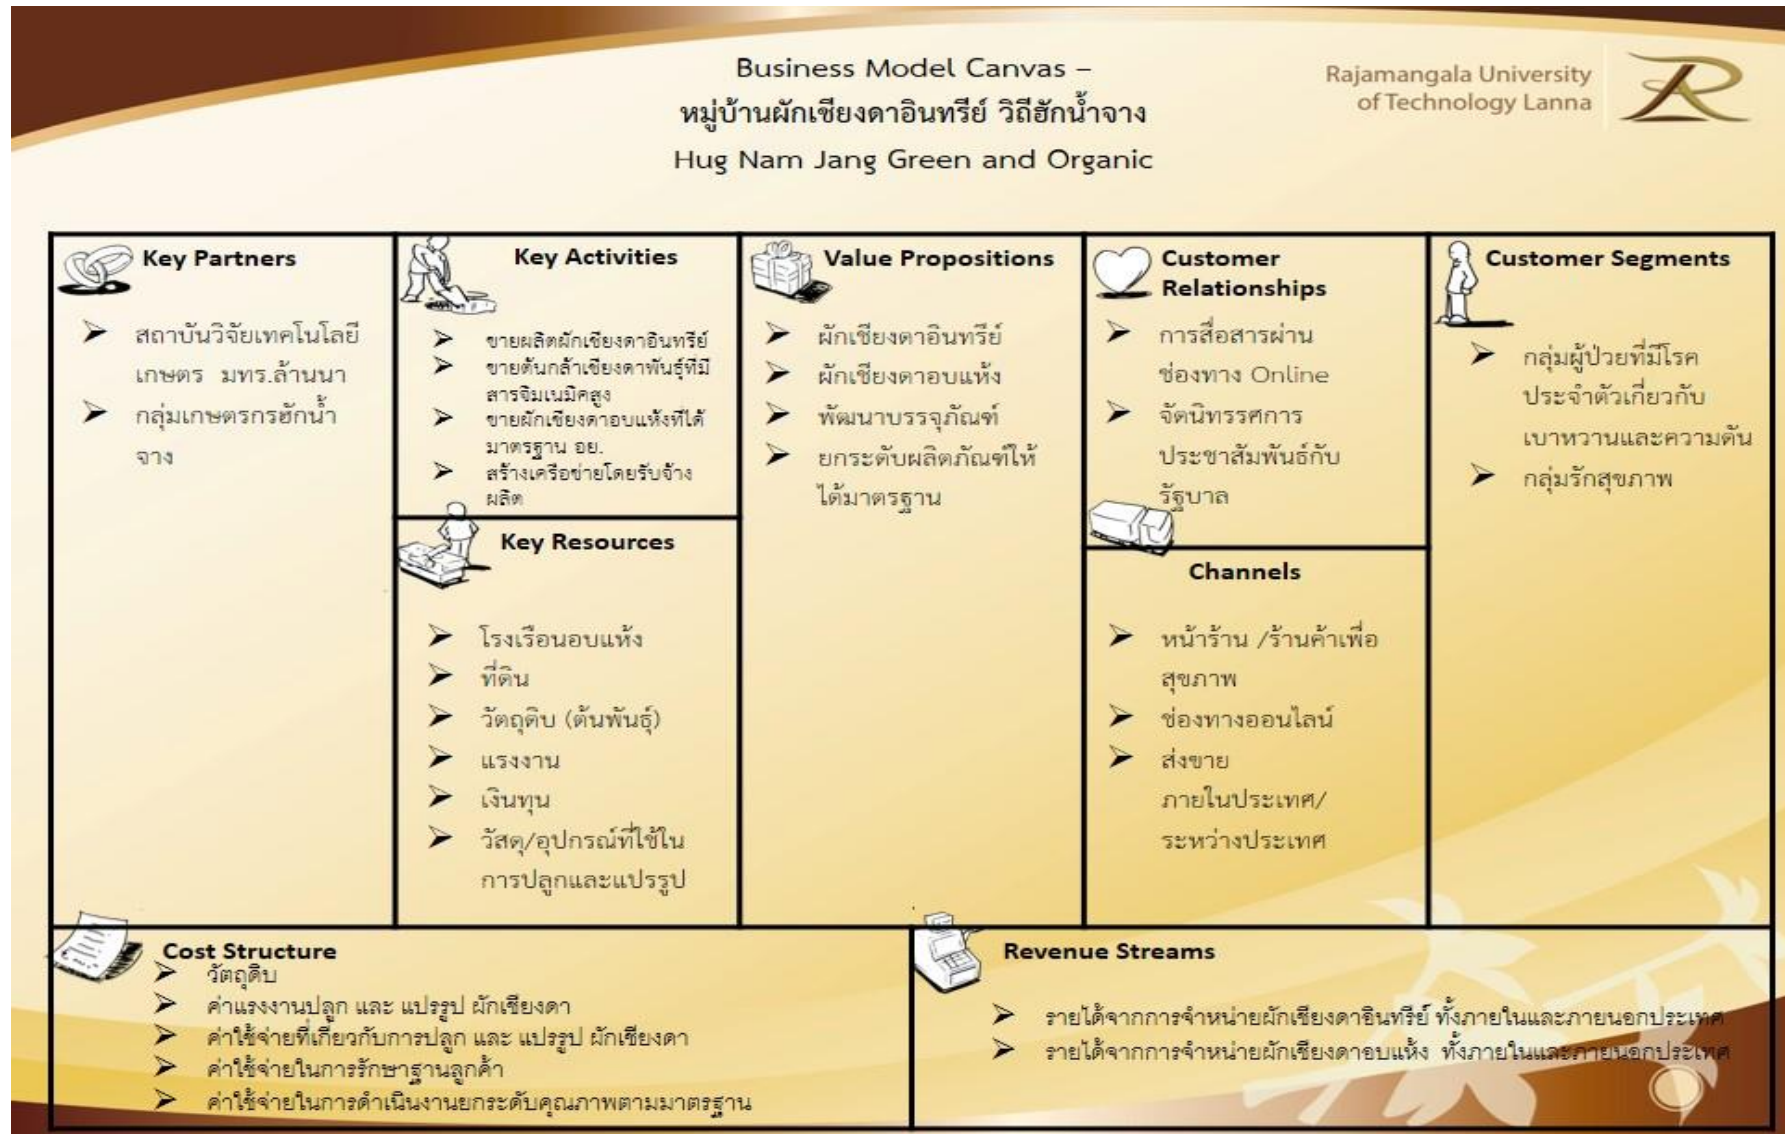 Business Model Canvas –
หมู่บ้านผักเชียงดาอินทรีย์ วิถีฮักน้ำจาง
Hug Nam Jang Green and Organic
Rajamangala University
of Technology Lanna
Key Partners
สถาบันวิจัยเทคโนโลยี
เกษตร มทร.ล้านนา
กลุ่มเกษตรกรฮักน้ำ
จาง
Key Activities
ขายผลิตผักเชียงดาอินทรีย์
ขายต้นกล้าเชียงดาพันธุ์ที่มี
สารจิมเนมิคสูง
ขายผักเชียงดาอบแห้งที่ได้
มาตรฐาน อย.
สร้างเครือข่ายโดยรับจ้าง
ผลิต
Key Resources
โรงเรือนอบแห้ง
ที่ดิน
วัตถุดิบ (ต้นพันธุ์)
แรงงาน
เงินทุน
วัสดุ/อุปกรณ์ที่ใช้ใน
การปลูกและแปรรูป
Value Propositions
ผักเชียงดาอินทรีย์
ผักเชียงดาอบแห้ง
พัฒนาบรรจุภัณฑ์
ยกระดับผลิตภัณฑ์ให้
ได้มาตรฐาน
Customer
Relationships
การสื่อสารผ่าน
ช่องทาง Online
จัดนิทรรศการ
ประชาสัมพันธ์กับ
รัฐบาล
Channels
หน้าร้าน /ร้านค้าเพื่อ
สุขภาพ
ช่องทางออนไลน์
ส่งขาย
ภายในประเทศ/
ระหว่างประเทศ
Customer Segments
กลุ่มผู้ป่วยที่มีโรค
ประจำตัวเกี่ยวกับ
เบาหวานและความดัน
กลุ่มรักสุขภาพ
Cost Structure
วัตถุดิบ
ค่าแรงงานปลูก และ แปรรูป ผักเชียงดา
ค่าใช้จ่ายที่เกี่ยวกับการปลูก และ แปรรูป ผักเชียงดา
ค่าใช้จ่ายในการรักษาฐานลูกค้า
ค่าใช้จ่ายในการดำเนินงานยกระดับคุณภาพตามมาตรฐาน
Revenue Streams
รายได้จากการจำหน่ายผักเชียงดาอินทรีย์ ทั้งภายในและภายนอกประเทศ
รายได้จากการจำหน่ายผักเชียงดาอบแห้ง ทั้งภายในและภายนอกประเทศ